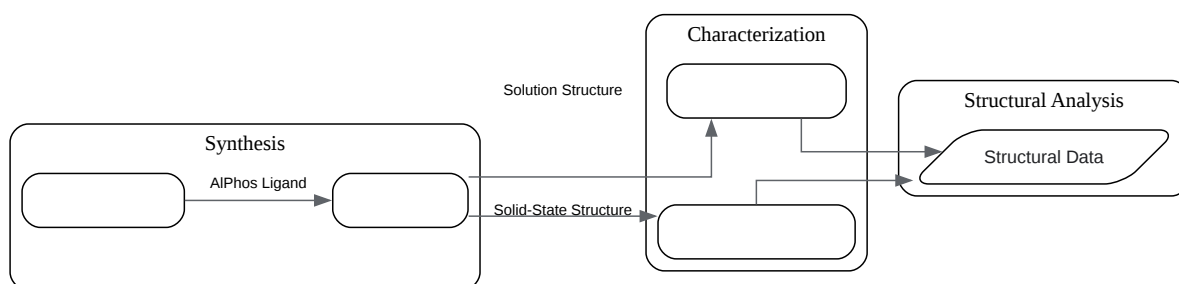 Characterization
Solution Structure
Structural Analysis
Synthesis
Structural Data
AlPhos Ligand
Solid-State Structure